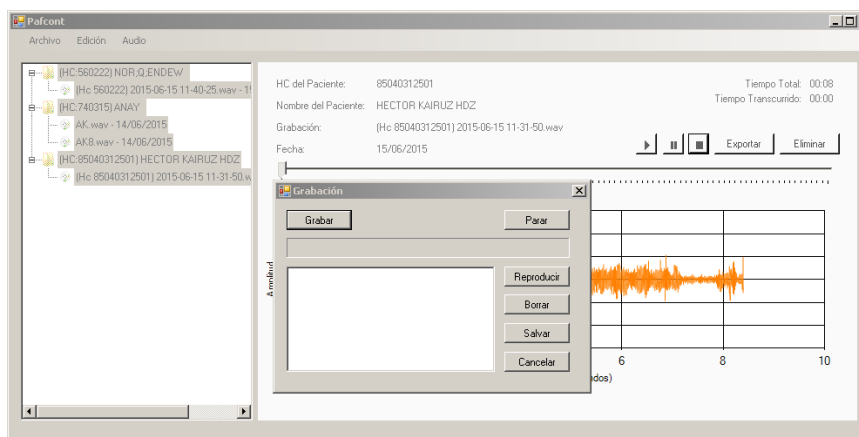 Pafcont
Archivo Edición Audio
(HC:560222) NOR;Q;ENDEW
(Hc 560222) 2015-06-15 11-40-25.wav - 1
(HC:740315) ANAY
AK.wav - 14/06/2015
AK8.wav - 14/06/2015
(HC:85040312501) HECTOR KAIRUZ HDZ
(Hc 85040312501) 2015-06-15 11-31-50.w
HC del Paciente: 85040312501
Nombre del Paciente: HECTOR KAIRUZ HDZ
Grabación: (Hc 85040312501) 2015-06-15 11-31-50.wav
Fecha: 15/06/2015
Tiempo Total: 00:08
Tiempo Transcurrido: 00:00
Exportar Eliminar
Grabación
Grabar Parar
Reproducir
Borrar
Salvar
Cancelar
Amplitud
6 8 10
dos)